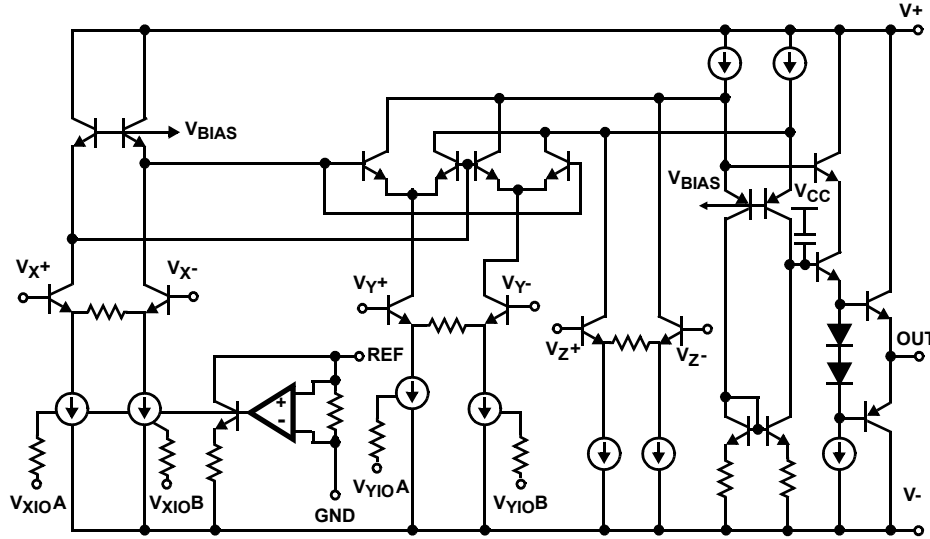 V+
VBIAS
VBIAS
VCC
VX+
VX-
VY+
VY-
VZ+
VZ-
OUT
REF
+
-
VXIOA
VXIOB
VYIOA
VYIOB
GND
V-